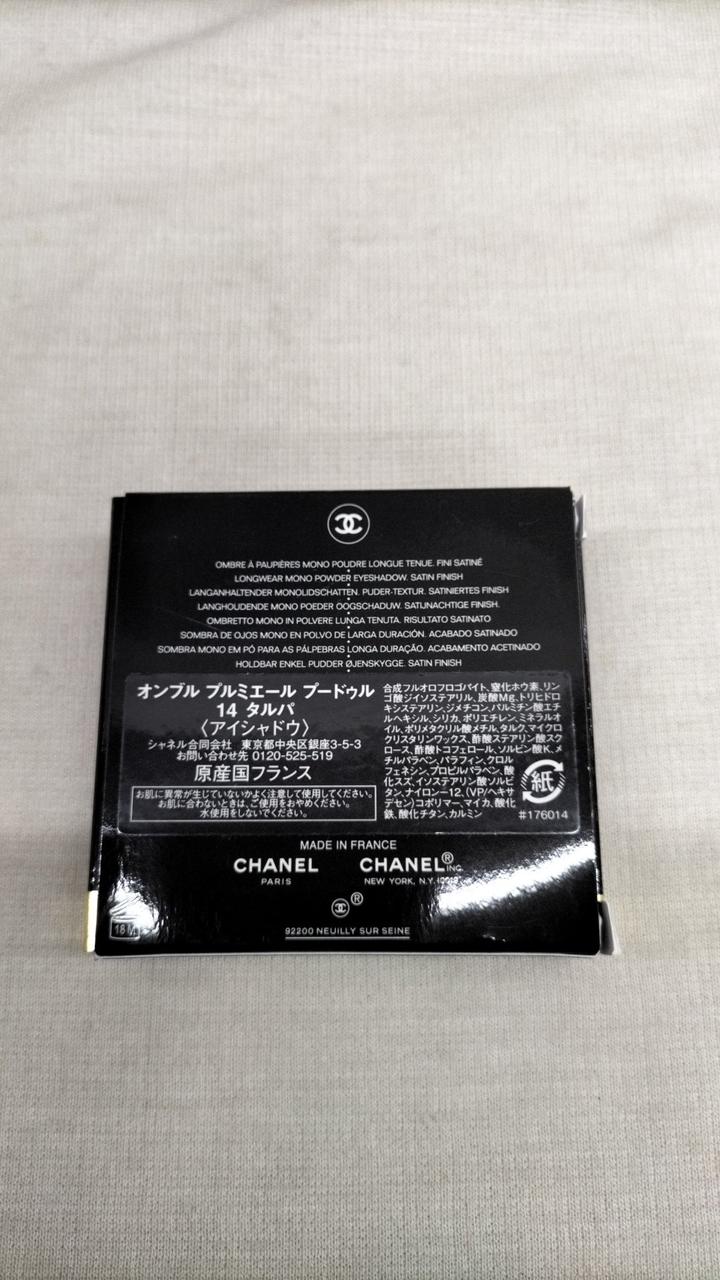 OMBRE À PAUPIÈRES MONO POUDRE LONGUE TENUE. FINI SATINÉ
LONGWEAR MONO POWDER EYESHADOW. SATIN FINISH
LANGANHALTENDER MONOLIDSCHATTEN. PUDER-TEXTUR. SATINIERTES FINISH
LANGHOUDENDE MONO POEDER OOGSCHADUW. SATIJNACHTIGE FINISH.
OMBRETTO MONO IN POLVERE LUNGA TENUTA. RISULTATO SATINATO
SOMBRA DE OJOS MONO EN POLVO DE LARGA DURACIÓN. ACABADO SATINADO
SOMBRA MONO EM PÓ PARA AS PÁLPEBRAS LONGA DURAÇÃO. ACABAMENTO ACETINADO
HOLDBAR ENKEL PUDDER ØJENSKYGGE. SATIN FINISH
オンブル プルミエール プードゥル
14 タルパ
〈アイシャドウ〉
シャネル合同会社 東京都中央区銀座3-5-3
お問い合わせ先 0120-525-519
原産国フランス
お肌に異常が生じていないかよく注意して使用してください。
お肌に合わないときは、ご使用をおやめください。
水使用をしないでください。
合成フルオロフロゴパイト、窒化ホウ素、リン
ゴ酸ジイソステアリル、炭酸Mg、トリヒドロ
キシステアリン、ジメチコン、パルミチン酸エチ
ルヘキシル、シリカ、ポリエチレン、ミネラルオ
イル、ポリメタクリル酸メチル、タルク、マイクロ
クリスタリンワックス、酢酸ステアリン酸スク
ロース、酢酸トコフェロール、ソルビン酸K、メ
チルパラベン、パラフィン、クロル
フェネシン、プロピルパラベン、酸
化スズ、イソステアリン酸ソルビ
タン、ナイロン-12、(VP/ヘキサ
デセン)コポリマー、マイカ、酸化
鉄、酸化チタン、カルミン
紙
#176014
MADE IN FRANCE
CHANEL CHANEL® INC.
PARIS NEW YORK, N.Y.
®
18 M
92200 NEUILLY SUR SEINE